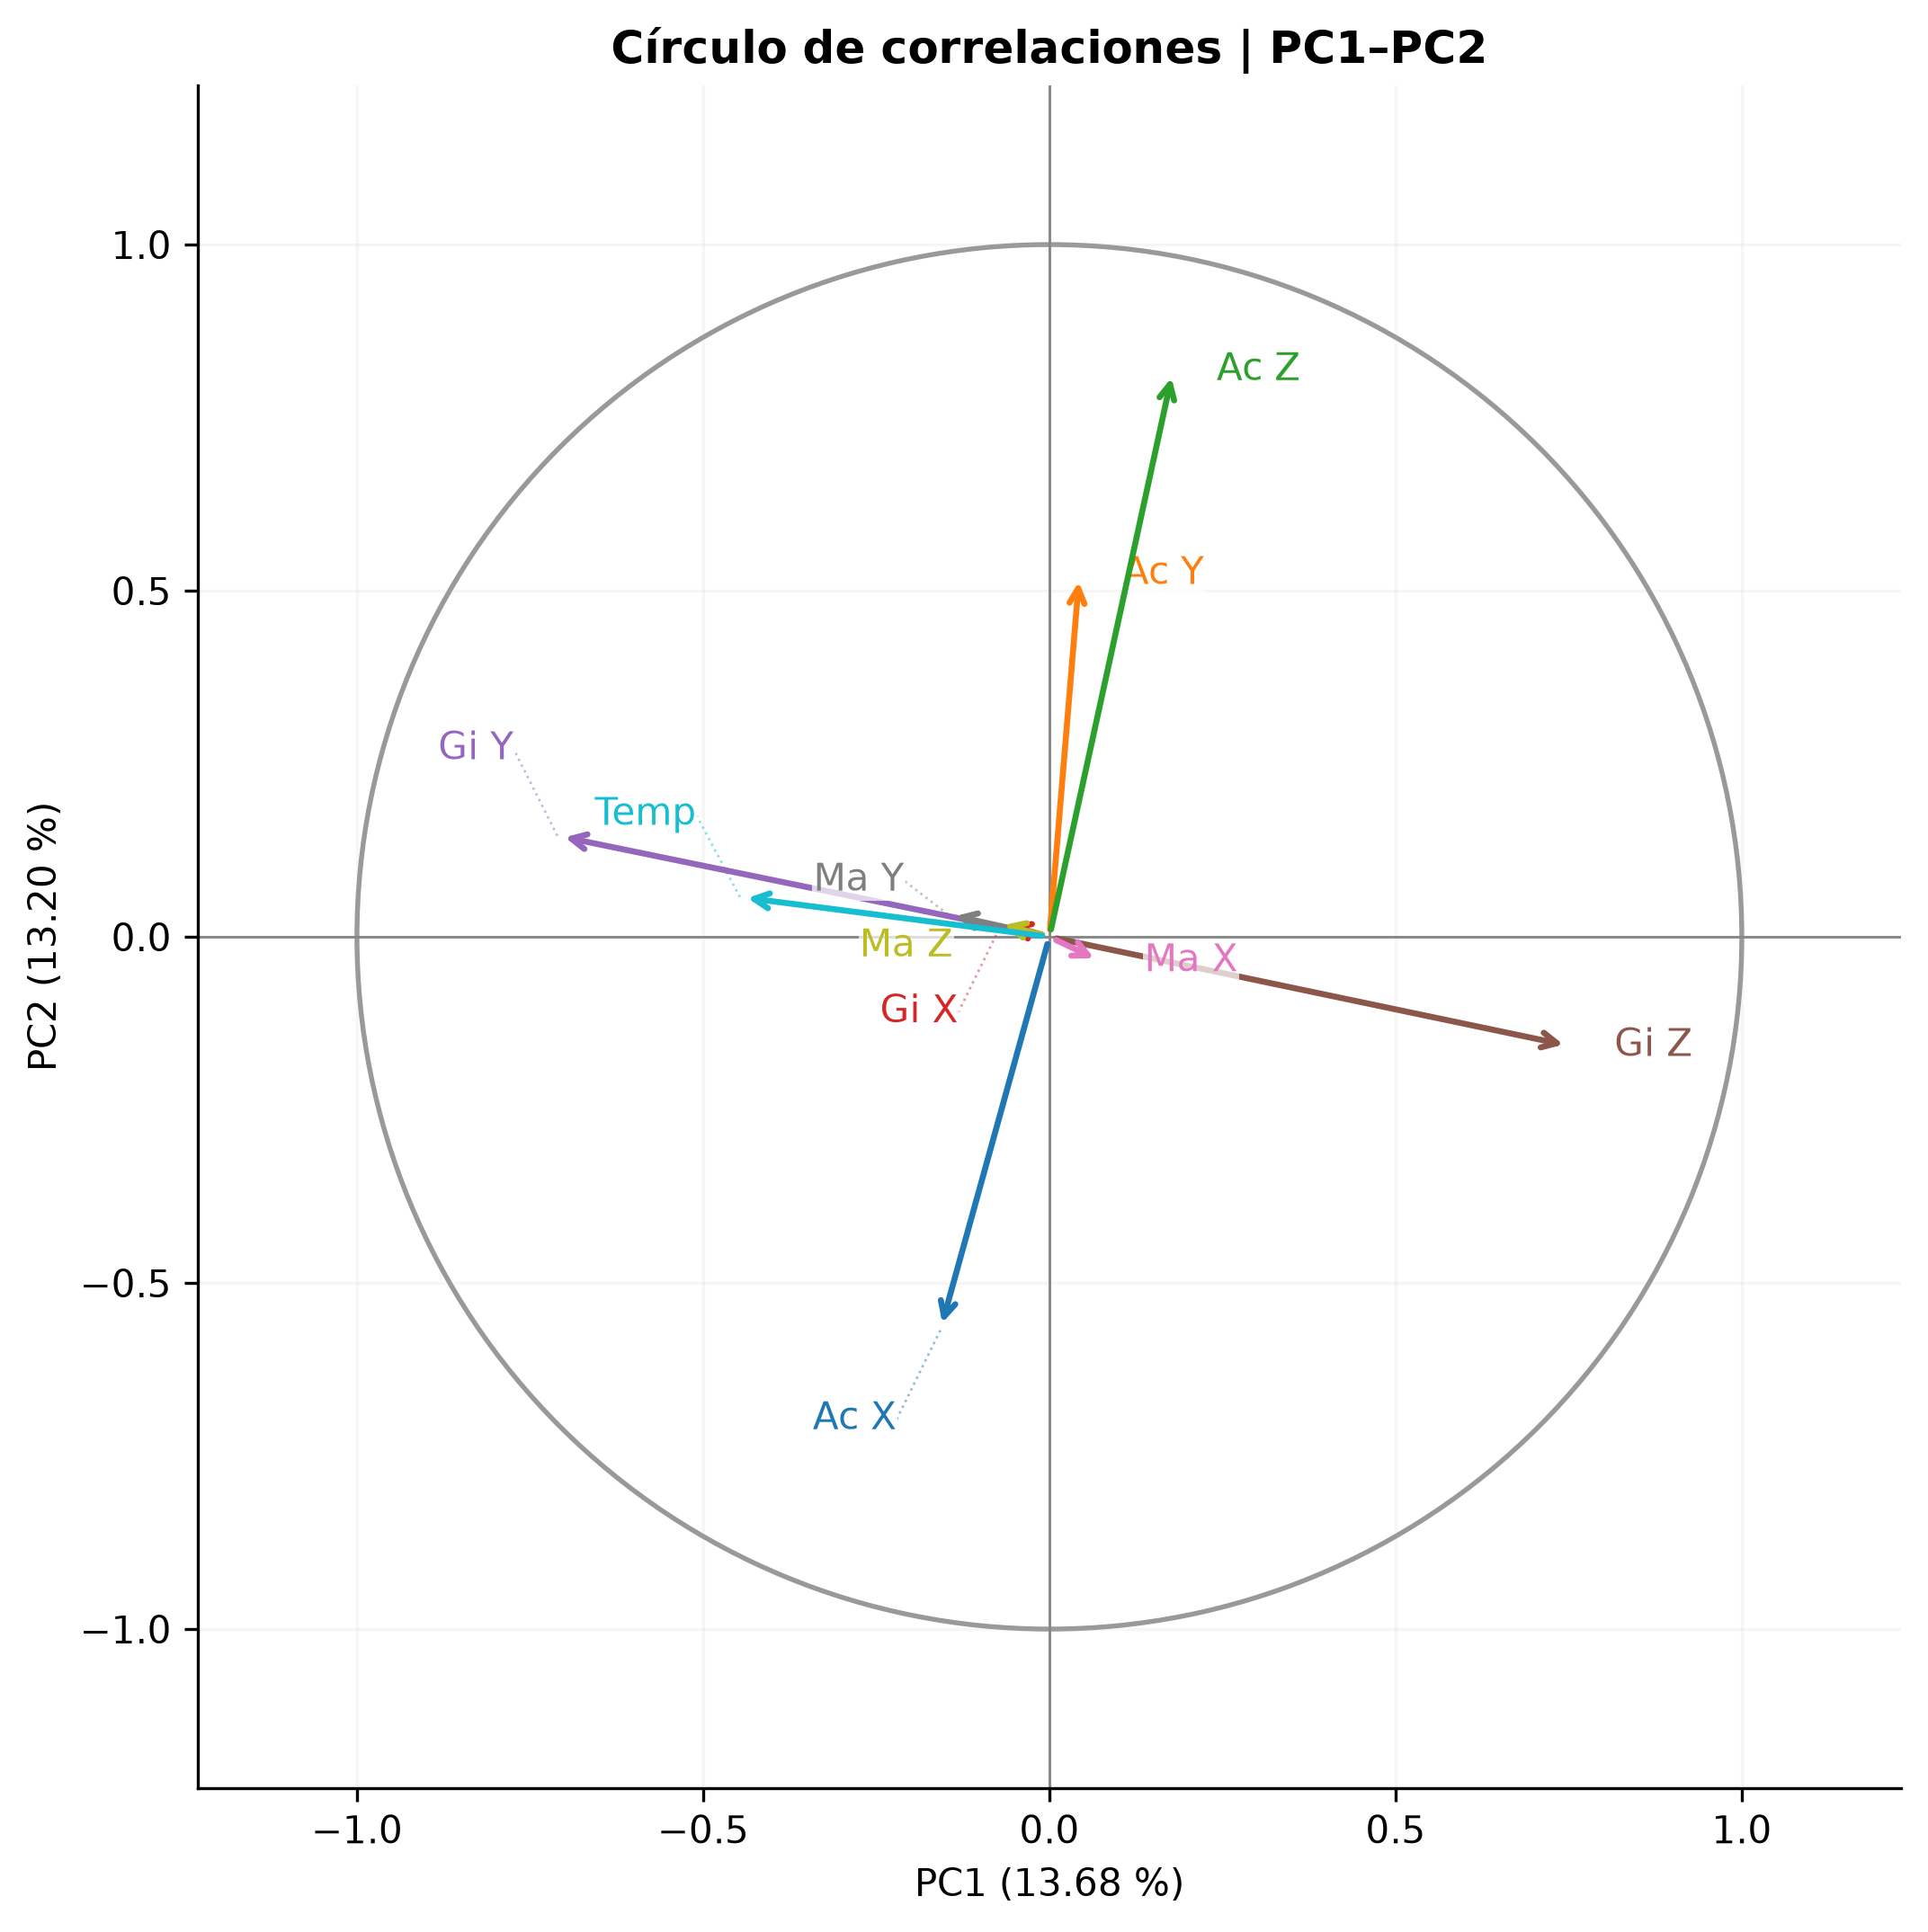 Círculo de correlaciones | PC1–PC2
1.0
0.5
0.0
−0.5
−1.0
PC2 (13.20 %)
Ac Z
Ac Y
Gi Y
Temp
Ma Y
Ma Z
Ma X
Gi X
Gi Z
Ac X
−1.0
−0.5
0.0
0.5
1.0
PC1 (13.68 %)